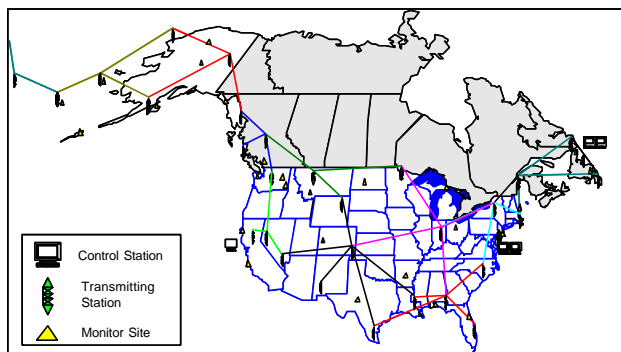 Control Station
Transmitting
Station
Monitor Site